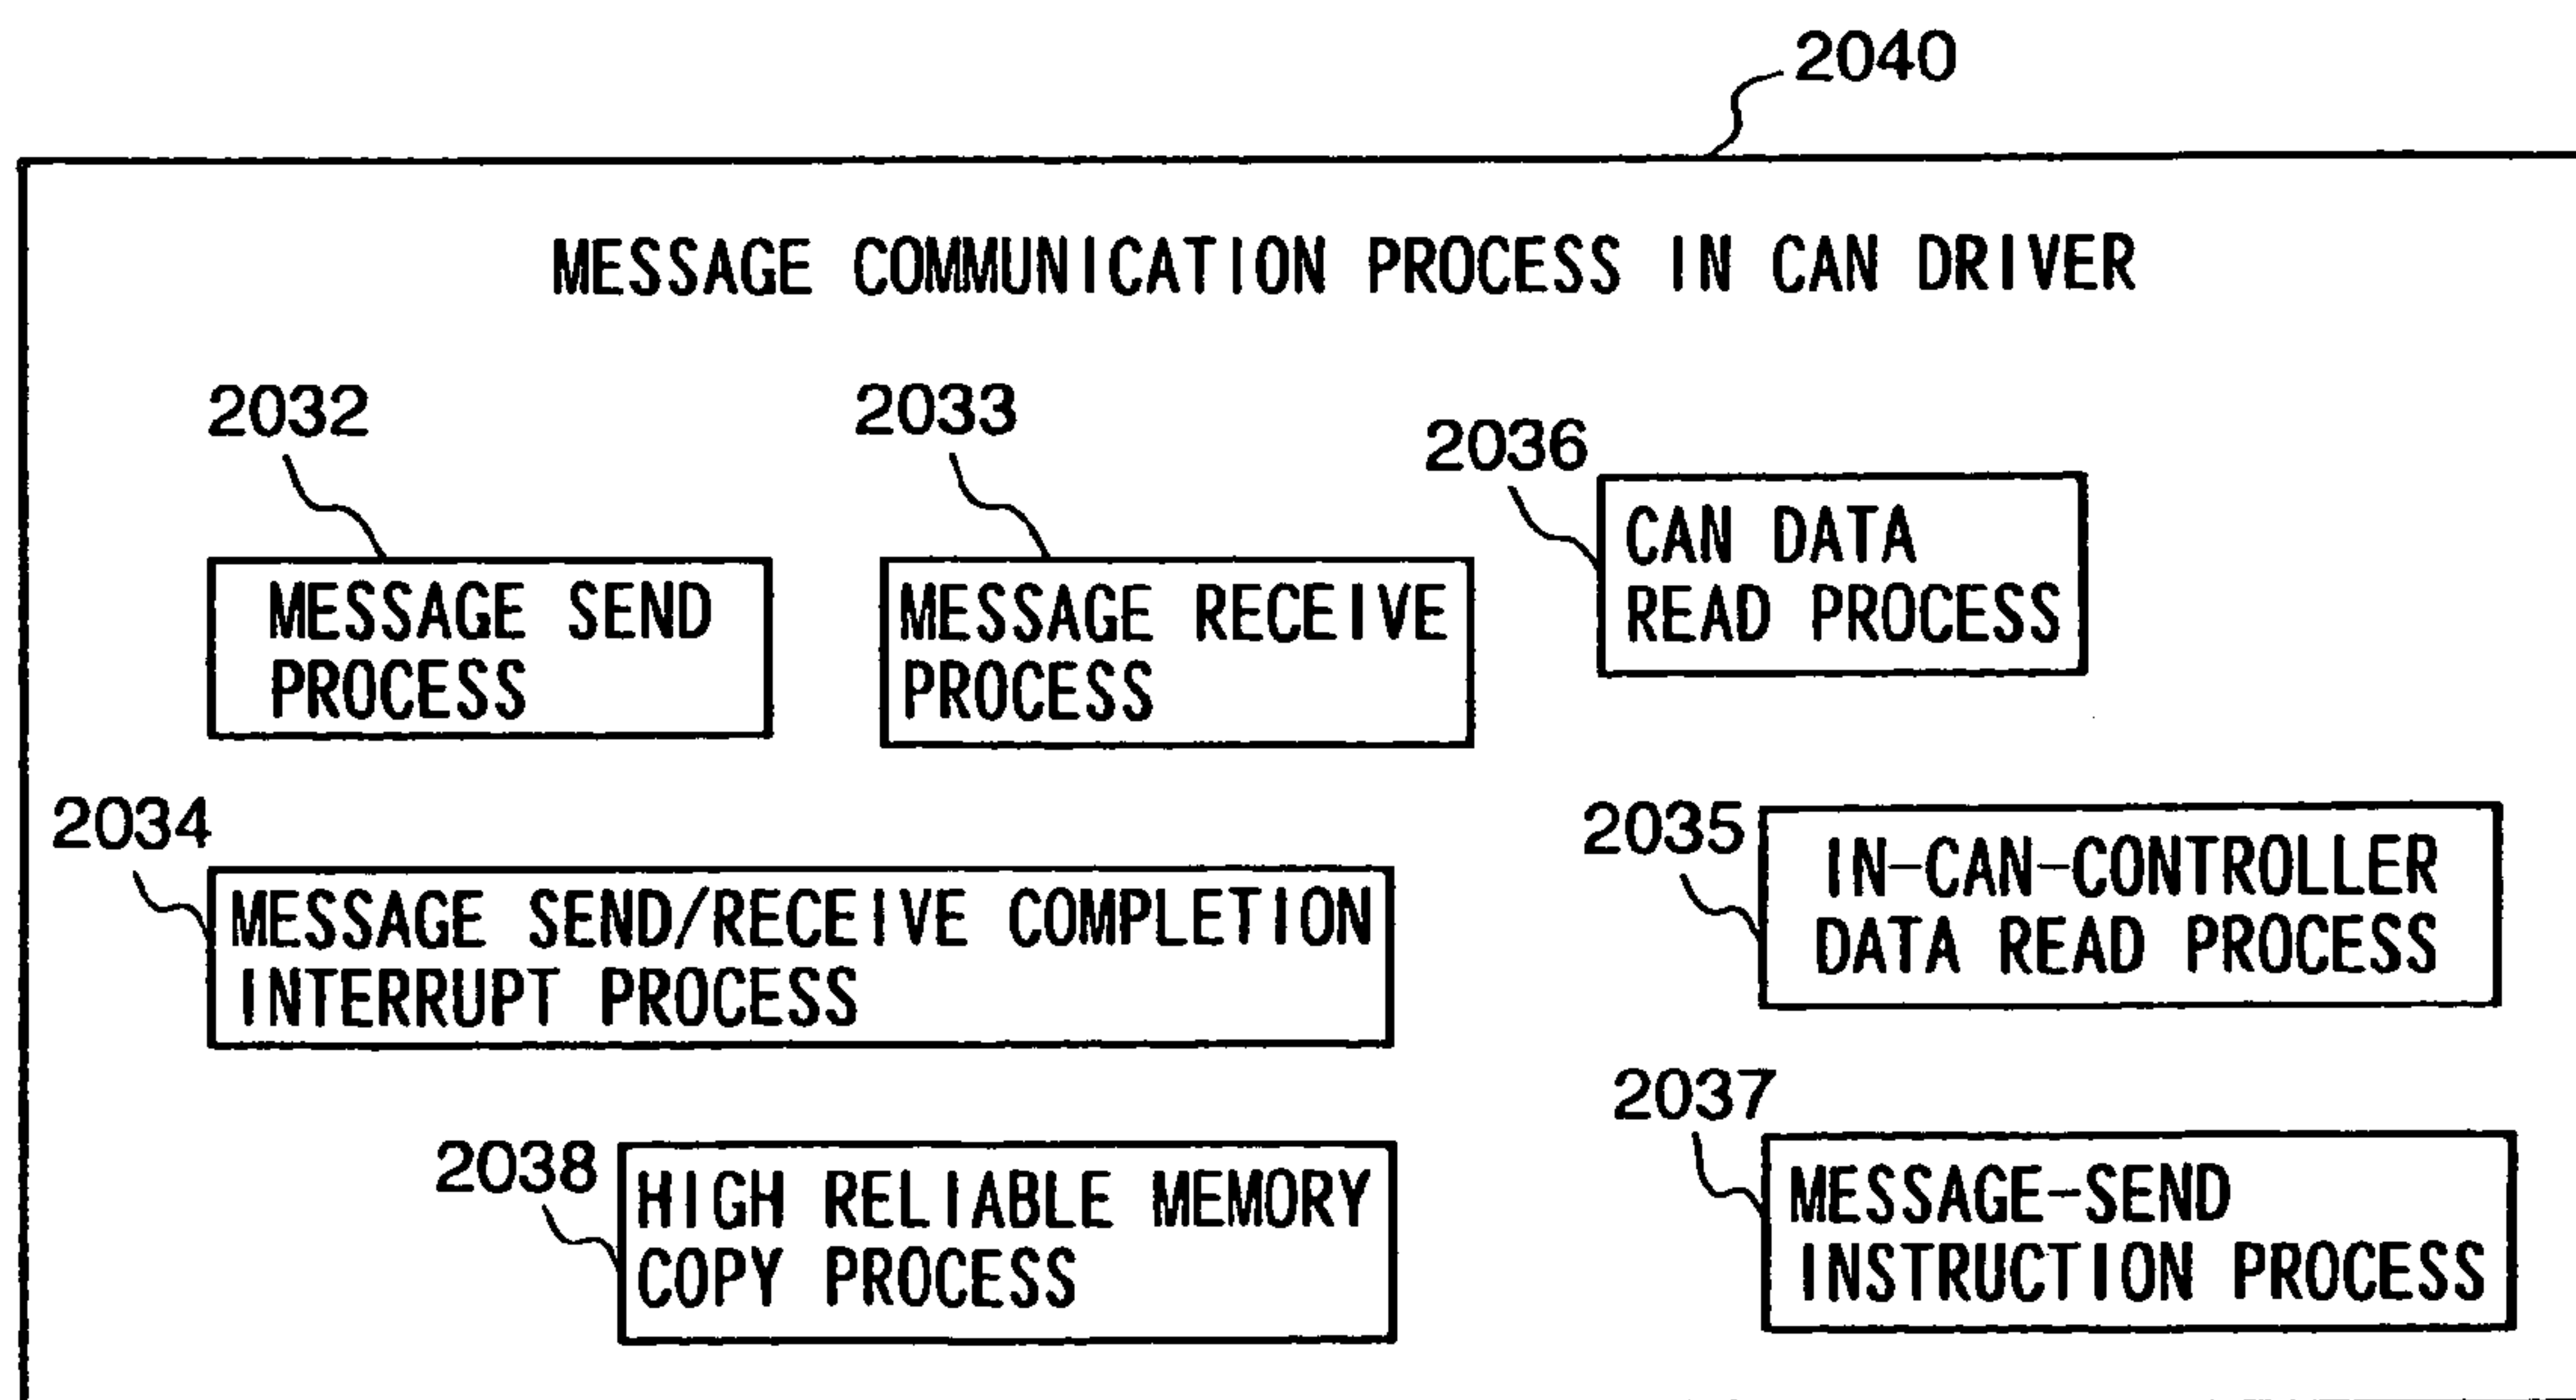 2040
MESSAGE COMMUNICATION PROCESS IN CAN DRIVER
2032
MESSAGE SEND
PROCESS
2033
MESSAGE RECEIVE
PROCESS
2036
CAN DATA
READ PROCESS
2034
MESSAGE SEND/RECEIVE COMPLETION
INTERRUPT PROCESS
2035
IN-CAN-CONTROLLER
DATA READ PROCESS
2038
HIGH RELIABLE MEMORY
COPY PROCESS
2037
MESSAGE-SEND
INSTRUCTION PROCESS